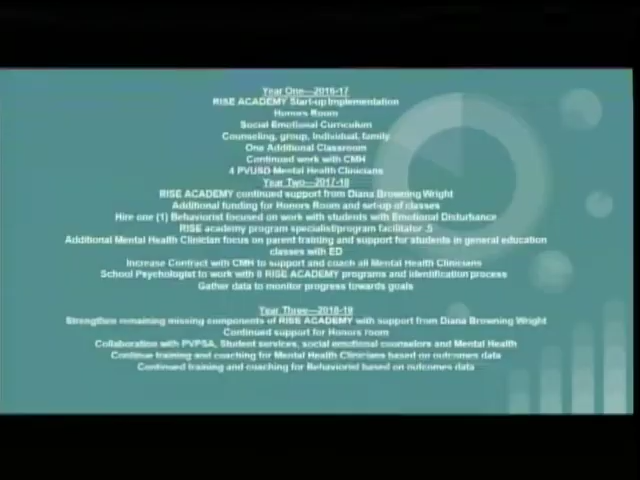 Year One—2016-17
RISE ACADEMY Start-up Implementation
Honors Room
Social Emotional Curriculum
Counseling, group, individual, family
One Additional Classroom
Continued work with CMH
4 PVUSD Mental Health Clinicians
Year Two—2017-18
RISE ACADEMY continued support from Diana Browning Wright
Additional funding for Honors Room and set-up of classes
Hire one (1) Behaviorist focused on work with students with Emotional Disturbance
RISE academy program specialist/program facilitator .5
Additional Mental Health Clinician focus on parent training and support for students in general education
classes with ED
Increase Contract with CMH to support and coach all Mental Health Clinicians
School Psychologist to work with 8 RISE ACADEMY programs and identification process
Gather data to monitor progress towards goals
Year Three—2018-19
Strengthen remaining missing components of RISE ACADEMY with support from Diana Browning Wright
Continued support for Honors room
Collaboration with PVPSA, Student services, social emotional counselors and Mental Health
Continue training and coaching for Mental Health Clinicians based on outcomes data
Continued training and coaching for Behaviorist based on outcomes data